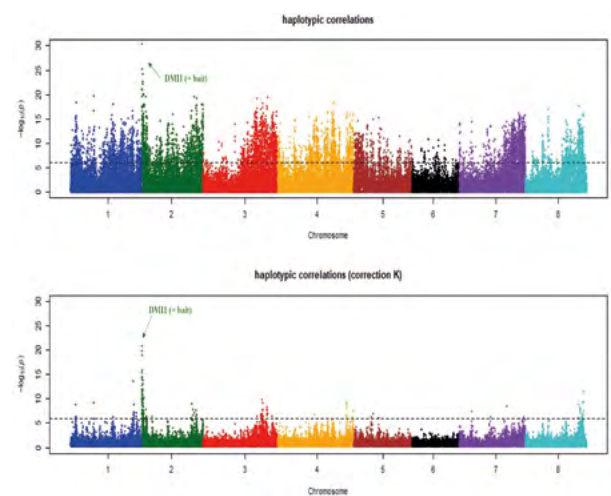 haplotypic correlations
30
25
20
15
10
5
0
-log₁₀(p)
DMI1 (= bait)
1 2 3 4 5 6 7 8
Chromosome
haplotypic correlations (correction K)
30
25
20
15
10
5
0
-log₁₀(p)
DMI1 (= bait)
1 2 3 4 5 6 7 8
Chromosome